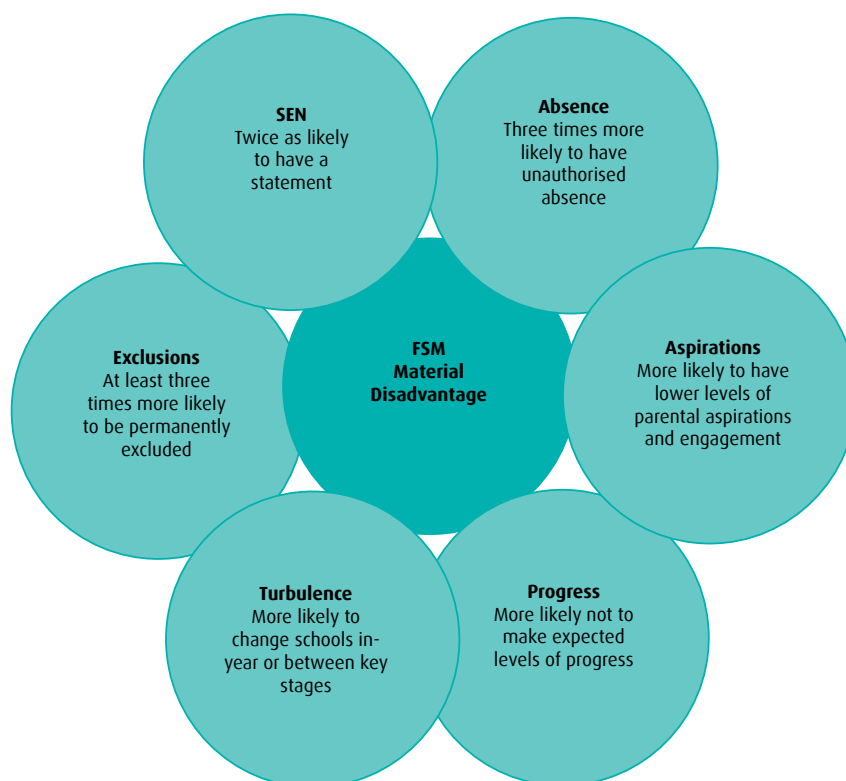 SEN
Twice as likely
to have a
statement
Absence
Three times more
likely to have
unauthorised
absence
Exclusions
At least three
times more likely
to be permanently
excluded
FSM
Material
Disadvantage
Aspirations
More likely to have
lower levels of
parental aspirations
and engagement
Turbulence
More likely to
change schools in-
year or between key
stages
Progress
More likely not to
make expected
levels of progress